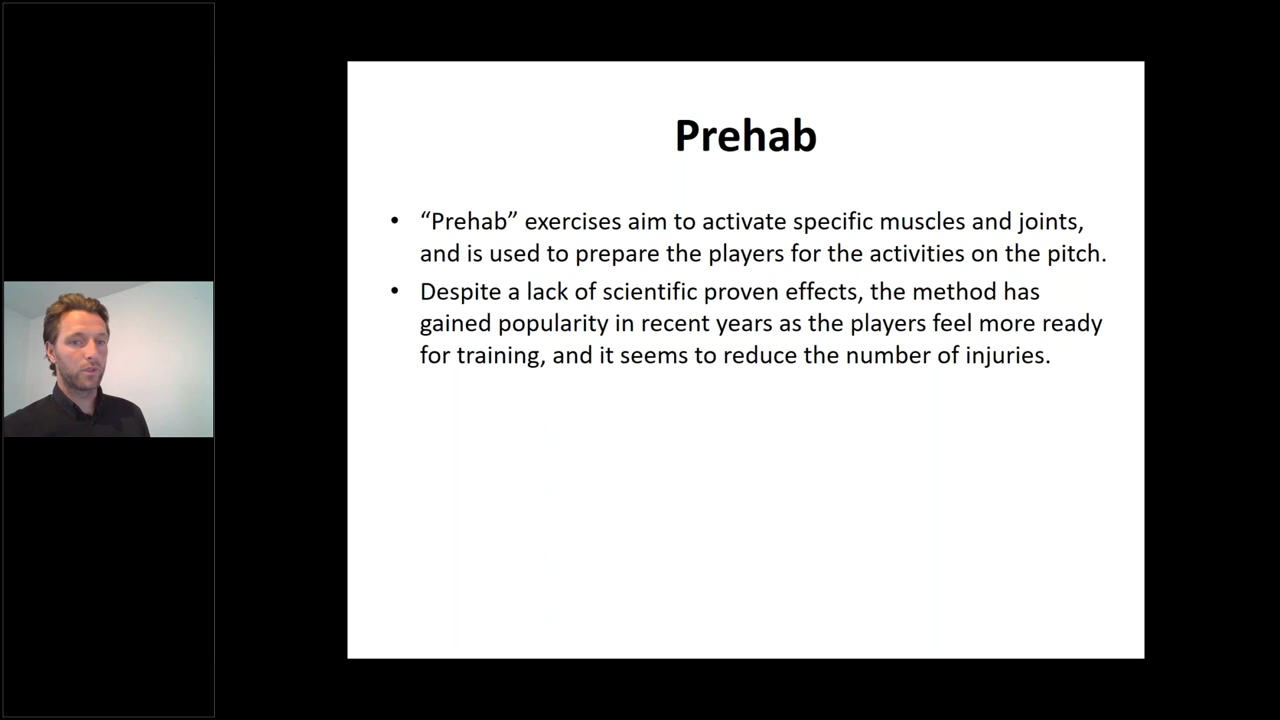 Prehab
• “Prehab” exercises aim to activate specific muscles and joints,
and is used to prepare the players for the activities on the pitch.
• Despite a lack of scientific proven effects, the method has
gained popularity in recent years as the players feel more ready
for training, and it seems to reduce the number of injuries.